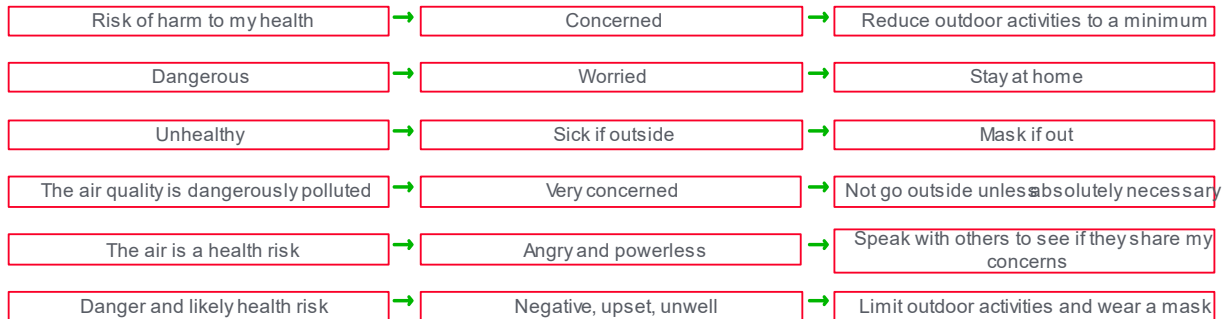 Risk of harm to my health
Concerned
Reduce outdoor activities to a minimum
Dangerous
Worried
Stay at home
Unhealthy
Sick if outside
Mask if out
The air quality is dangerously polluted
Very concerned
Not go outside unless absolutely necessary
The air is a health risk
Angry and powerless
Speak with others to see if they share my
concerns
Danger and likely health risk
Negative, upset, unwell
Limit outdoor activities and wear a mask